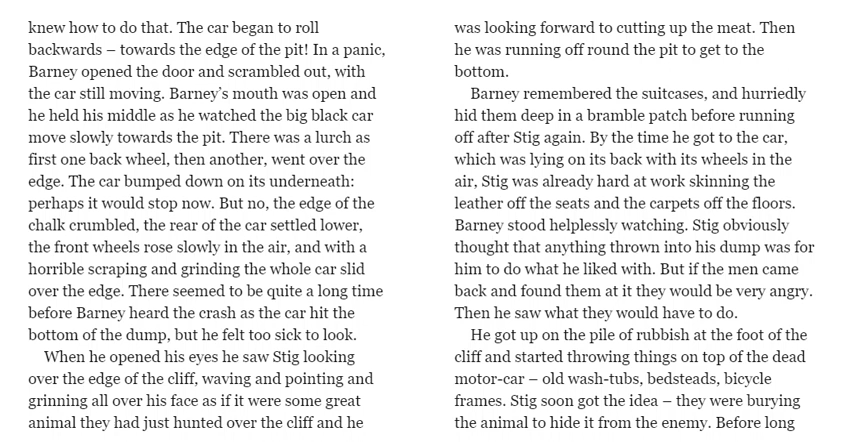 knew how to do that. The car began to roll
backwards – towards the edge of the pit! In a panic,
Barney opened the door and scrambled out, with
the car still moving. Barney’s mouth was open and
he held his middle as he watched the big black car
move slowly towards the pit. There was a lurch as
first one back wheel, then another, went over the
edge. The car bumped down on its underneath:
perhaps it would stop now. But no, the edge of the
chalk crumbled, the rear of the car settled lower,
the front wheels rose slowly in the air, and with a
horrible scraping and grinding the whole car slid
over the edge. There seemed to be quite a long time
before Barney heard the crash as the car hit the
bottom of the dump, but he felt too sick to look.
When he opened his eyes he saw Stig looking
over the edge of the cliff, waving and pointing and
grinning all over his face as if it were some great
animal they had just hunted over the cliff and he
was looking forward to cutting up the meat. Then
he was running off round the pit to get to the
bottom.
Barney remembered the suitcases, and hurriedly
hid them deep in a bramble patch before running
off after Stig again. By the time he got to the car,
which was lying on its back with its wheels in the
air, Stig was already hard at work skinning the
leather off the seats and the carpets off the floors.
Barney stood helplessly watching. Stig obviously
thought that anything thrown into his dump was for
him to do what he liked with. But if the men came
back and found them at it they would be very angry.
Then he saw what they would have to do.
He got up on the pile of rubbish at the foot of the
cliff and started throwing things on top of the dead
motor-car – old wash-tubs, bedsteads, bicycle
frames. Stig soon got the idea – they were burying
the animal to hide it from the enemy. Before long